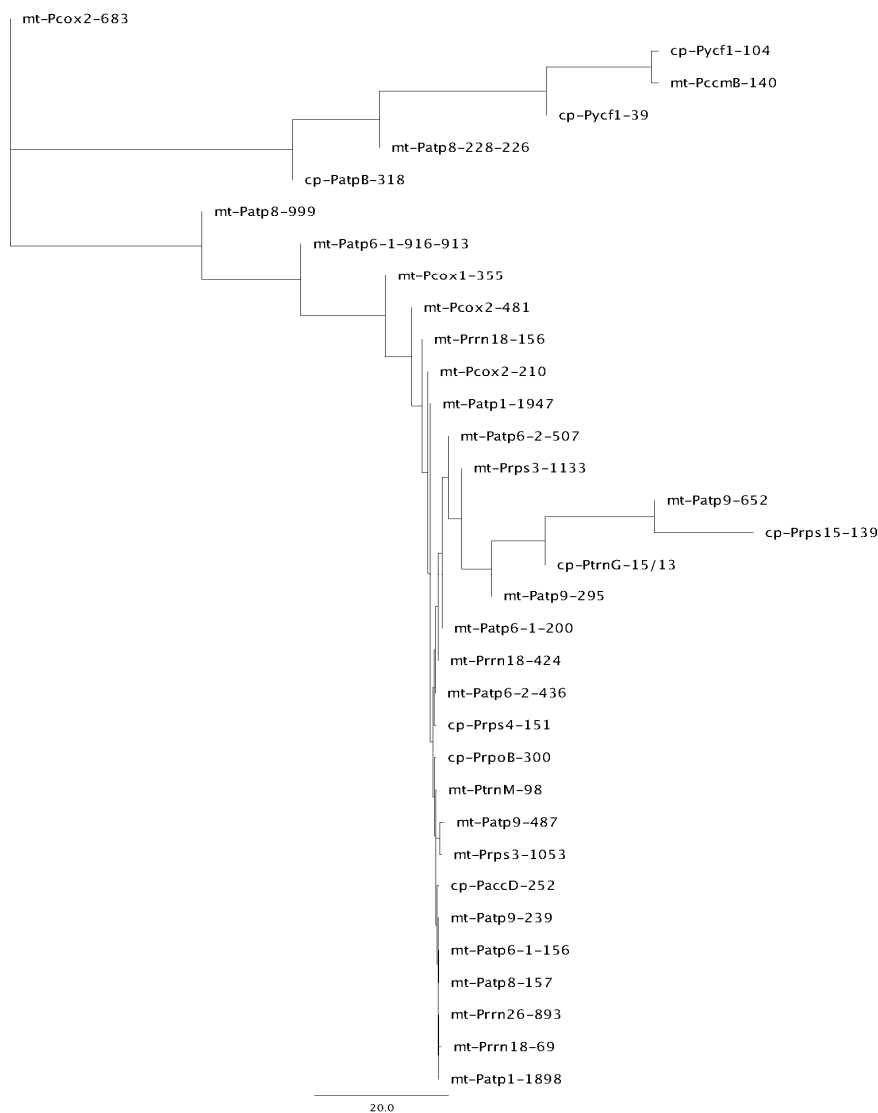 mt-Pcox2-683
cp-Pycf1-104
mt-PccmB-140
cp-Pycf1-39
mt-Patp8-228-226
cp-PatpB-318
mt-Patp8-999
mt-Patp6-1-916-913
mt-Pcox1-355
mt-Pcox2-481
mt-Prrn18-156
mt-Pcox2-210
mt-Patp1-1947
mt-Patp6-2-507
mt-Prps3-1133
mt-Patp9-652
cp-Prps15-139
cp-PtrnG-15/13
mt-Patp9-295
mt-Patp6-1-200
mt-Prrn18-424
mt-Patp6-2-436
cp-Prps4-151
cp-PrpoB-300
mt-PtrnM-98
mt-Patp9-487
mt-Prps3-1053
cp-PaccD-252
mt-Patp9-239
mt-Patp6-1-156
mt-Patp8-157
mt-Prrn26-893
mt-Prrn18-69
mt-Patp1-1898
20.0